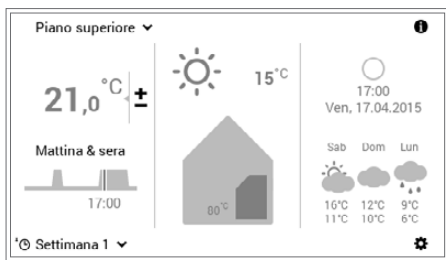 Piano superiore
21,0 °C ±
15°C
17:00
Ven, 17.04.2015
Mattina & sera
17:00
80°C
Sab Dom Lun
16°C 12°C 9°C
11°C 10°C 6°C
Settimana 1